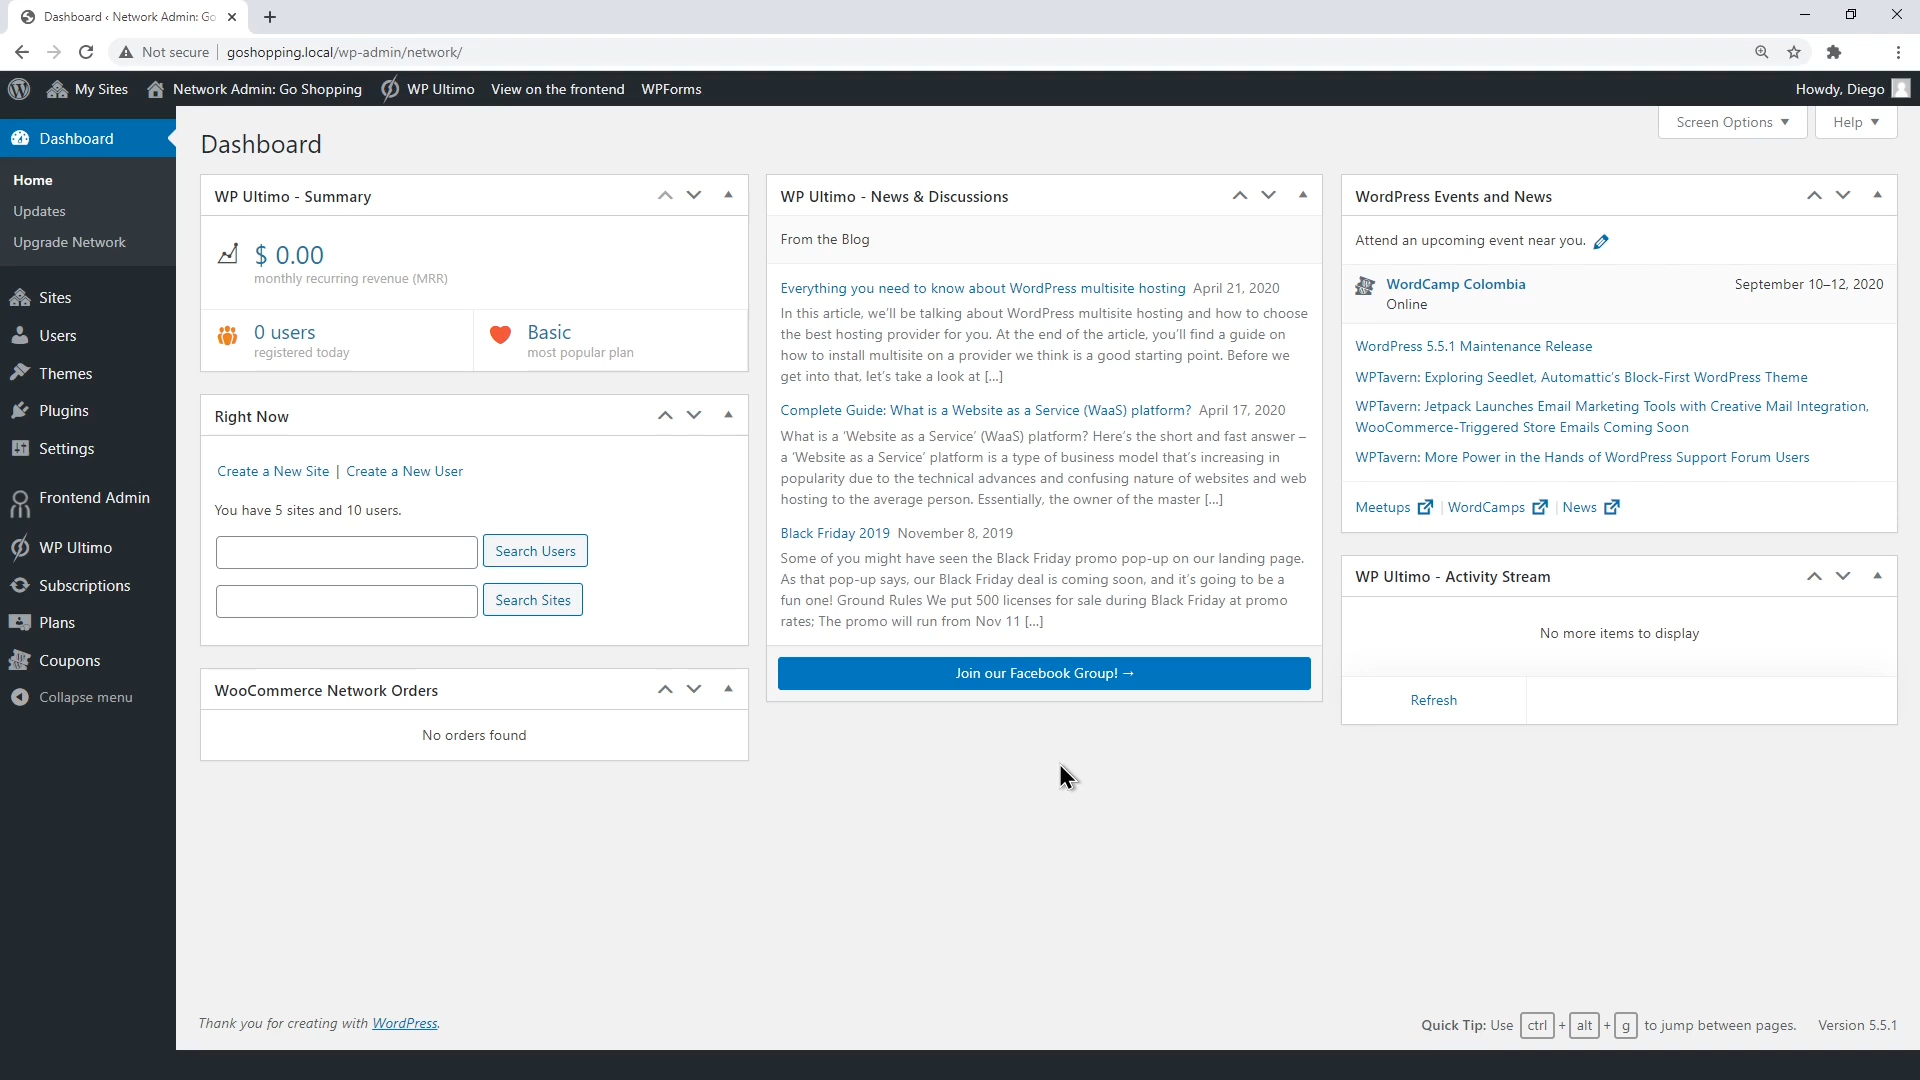 Dashboard ‹ Network Admin: Go
Not secure
goshopping.local/wp-admin/network/
My Sites
Network Admin: Go Shopping
WP Ultimo
View on the frontend
WPForms
Howdy, Diego
Dashboard
Home
Updates
Upgrade Network
Sites
Users
Themes
Plugins
Settings
Frontend Admin
WP Ultimo
Subscriptions
Plans
Coupons
Collapse menu
Screen Options
Help
Dashboard
WP Ultimo - Summary
$ 0.00
monthly recurring revenue (MRR)
0 users
registered today
Basic
most popular plan
Right Now
Create a New Site | Create a New User
You have 5 sites and 10 users.
Search Users
Search Sites
WooCommerce Network Orders
No orders found
WP Ultimo - News & Discussions
From the Blog
Everything you need to know about WordPress multisite hosting April 21, 2020
In this article, we'll be talking about WordPress multisite hosting and how to choose
the best hosting provider for you. At the end of the article, you'll find a guide on
how to install multisite on a provider we think is a good starting point. Before we
get into that, let's take a look at [...]
Complete Guide: What is a Website as a Service (WaaS) platform? April 17, 2020
What is a 'Website as a Service' (WaaS) platform? Here's the short and fast answer –
a 'Website as a Service' platform is a type of business model that's increasing in
popularity due to the technical advances and confusing nature of websites and web
hosting to the average person. Essentially, the owner of the master [...]
Black Friday 2019 November 8, 2019
Some of you might have seen the Black Friday promo pop-up on our landing page.
As that pop-up says, our Black Friday deal is coming soon, and it's going to be a
fun one! Ground Rules We put 500 licenses for sale during Black Friday at promo
rates; The promo will run from Nov 11 [...]
Join our Facebook Group! →
WordPress Events and News
Attend an upcoming event near you.
WordCamp Colombia
September 10–12, 2020
Online
WordPress 5.5.1 Maintenance Release
WPTavern: Exploring Seedlet, Automattic's Block-First WordPress Theme
WPTavern: Jetpack Launches Email Marketing Tools with Creative Mail Integration,
WooCommerce-Triggered Store Emails Coming Soon
WPTavern: More Power in the Hands of WordPress Support Forum Users
Meetups | WordCamps | News
WP Ultimo - Activity Stream
No more items to display
Refresh
Thank you for creating with WordPress.
Quick Tip: Use ctrl + alt + g to jump between pages.
Version 5.5.1